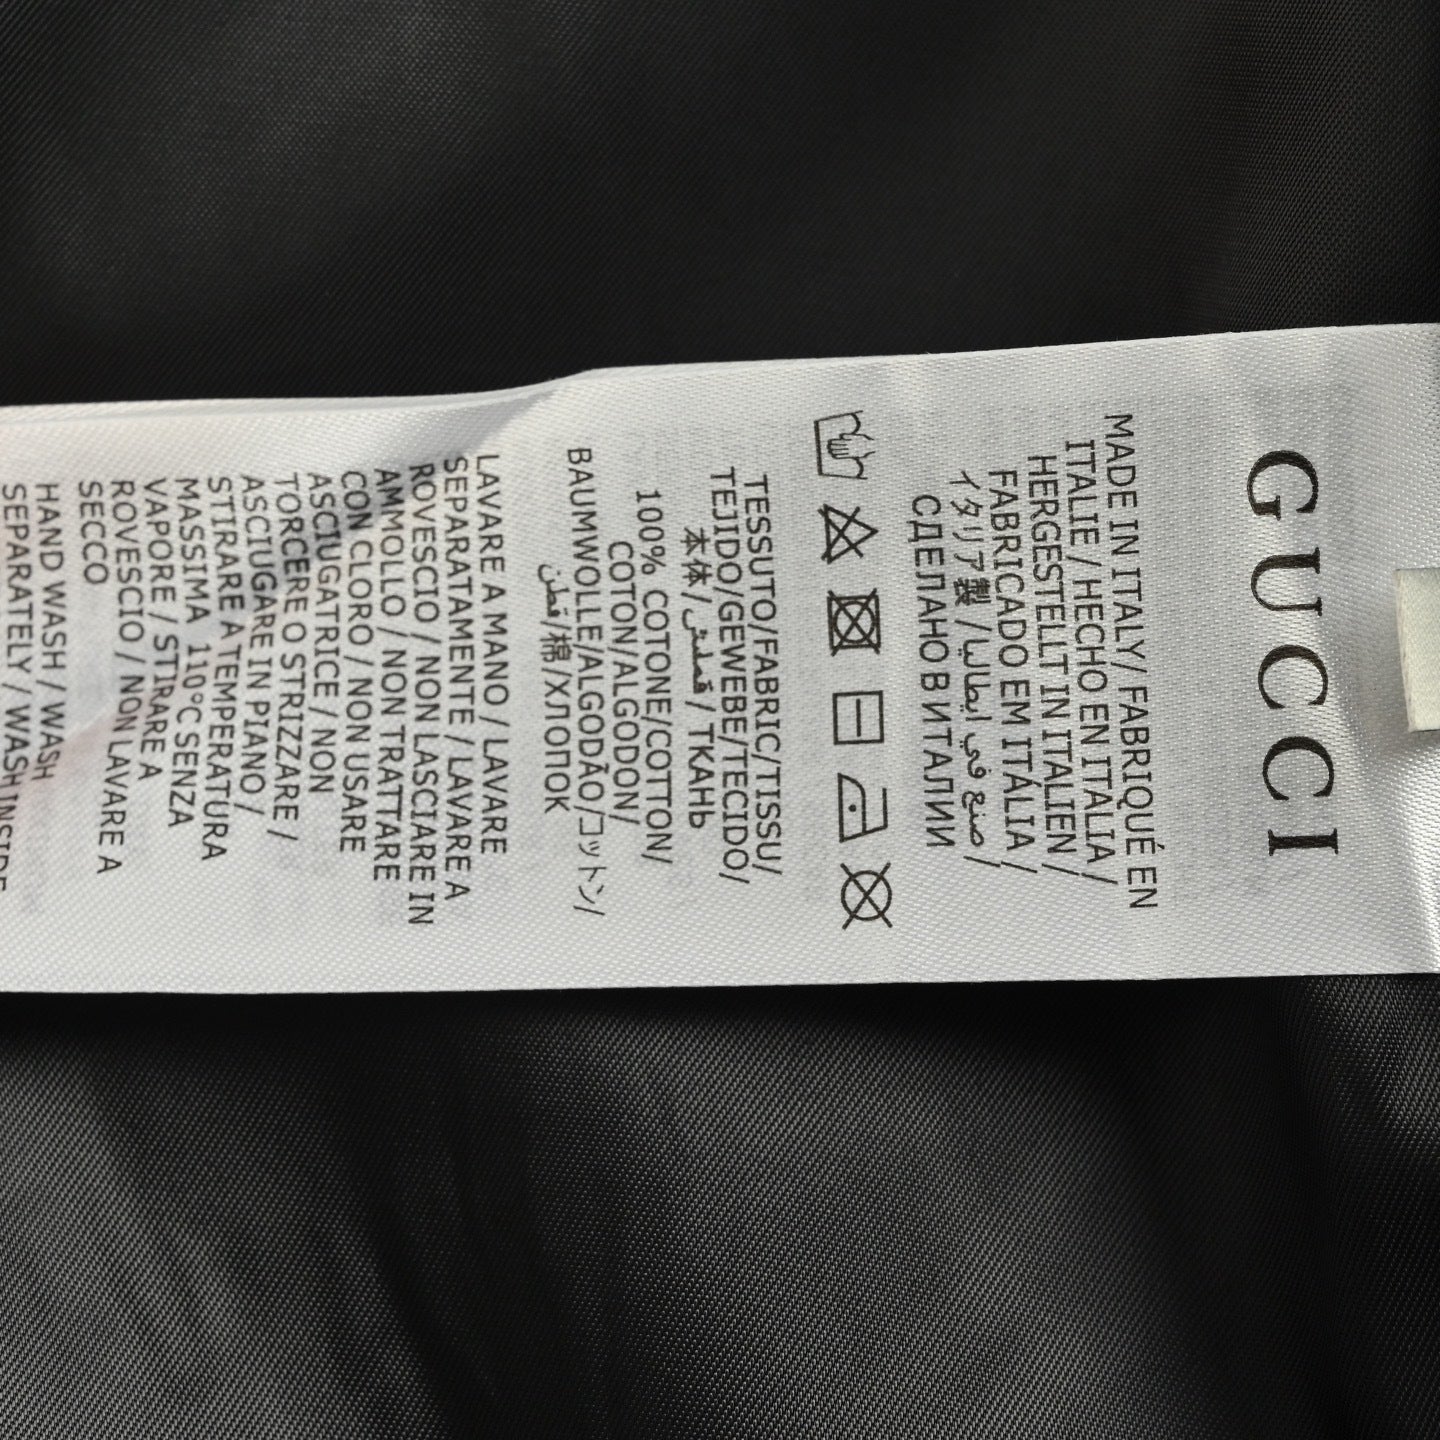 GUCCI
MADE IN ITALY/ FABRIQUÉ EN
ITALIE / HECHO EN ITALIA /
HERGESTELLT IN ITALIEN /
FABRICADO EM ITÁLIA /
イタリア製 / صنع في ايطاليا /
СДЕЛАНО В ИТАЛИИ
TESSUTO/FABRIC/TISSU/
TEJIDO/GEWEBE/TECIDO/
本体/ قماش / ТКАНЬ
100% COTONE/COTTON/
COTON/ALGODON/
BAUMWOLLE/ALGODÃO/コットン/
棉/ХЛОПОК/قطن
LAVARE A MANO / LAVARE
SEPARATAMENTE / LAVARE A
ROVESCIO / NON LASCIARE IN
AMMOLLO / NON TRATTARE
CON CLORO / NON USARE
ASCIUGATRICE / NON
TORCERE O STRIZZARE /
ASCIUGARE IN PIANO /
STIRARE A TEMPERATURA
MASSIMA 110°C SENZA
VAPORE / STIRARE A
ROVESCIO / NON LAVARE A
SECCO
HAND WASH / WASH
SEPARATELY / WASH INSIDE